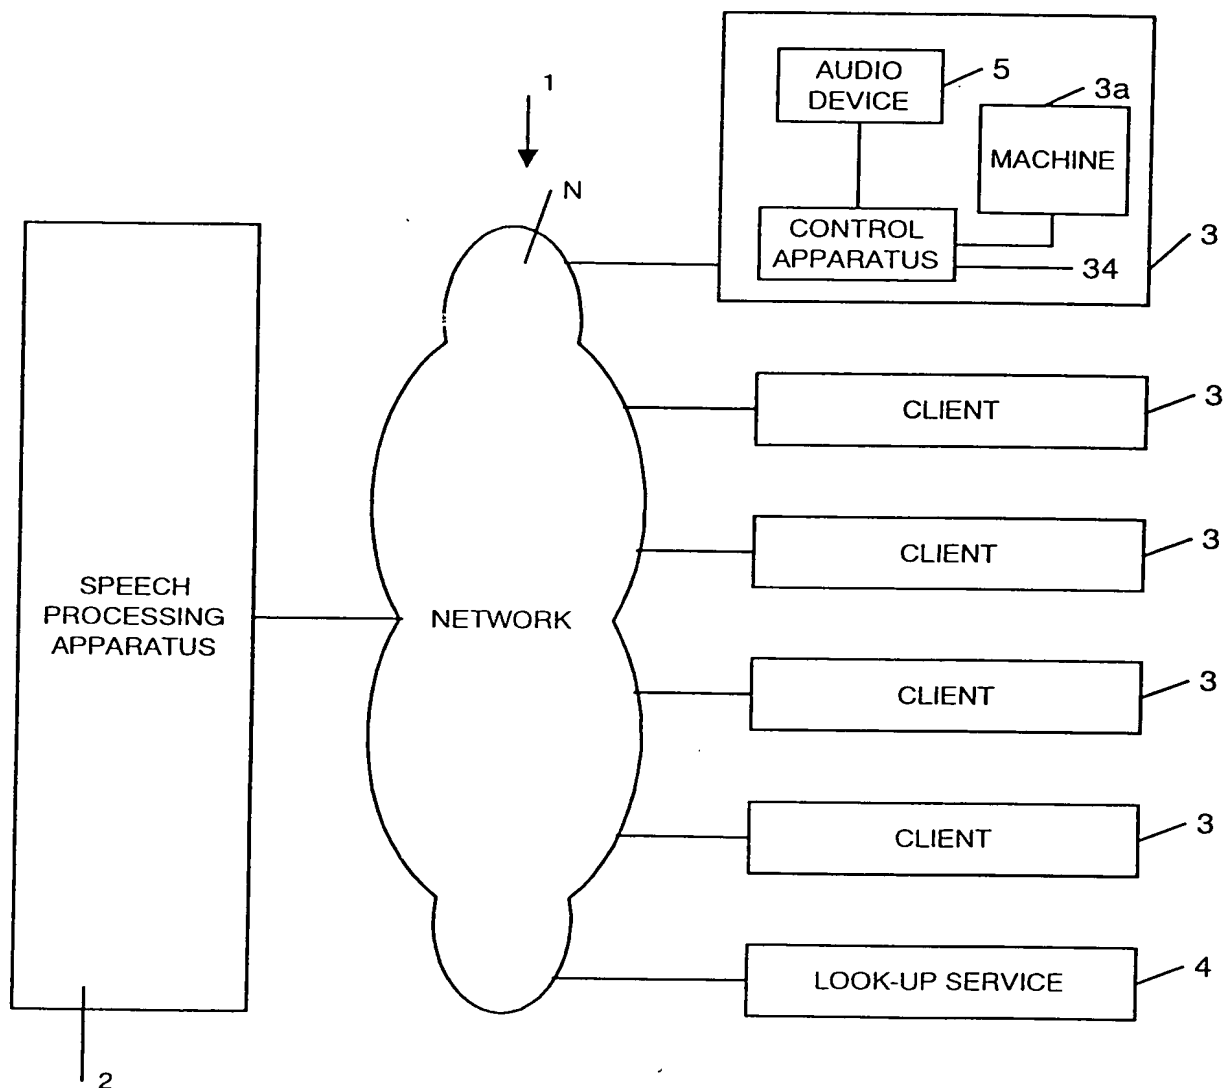 1
N
AUDIO
DEVICE
5
3a
MACHINE
CONTROL
APPARATUS
34
3
CLIENT
3
CLIENT
3
SPEECH
PROCESSING
APPARATUS
NETWORK
CLIENT
3
CLIENT
3
LOOK-UP SERVICE
4
2